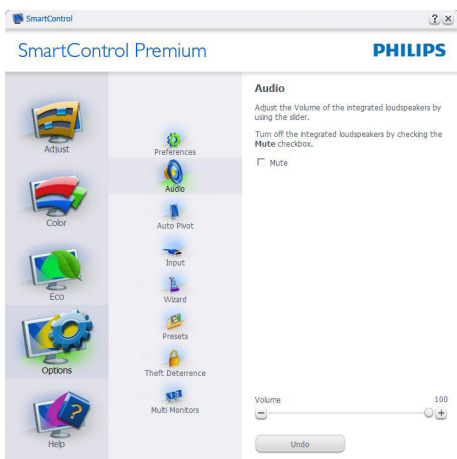 SmartControl
SmartControl Premium
PHILIPS
Adjust
Color
Eco
Options
Help
Preferences
Audio
Auto Pivot
Input
Wizard
Presets
Theft Deterrence
Multi Monitors
Audio
Adjust the Volume of the integrated loudspeakers by
using the slider.
Turn off the integrated loudspeakers by checking the
Mute checkbox.
Mute
Volume 100
Undo